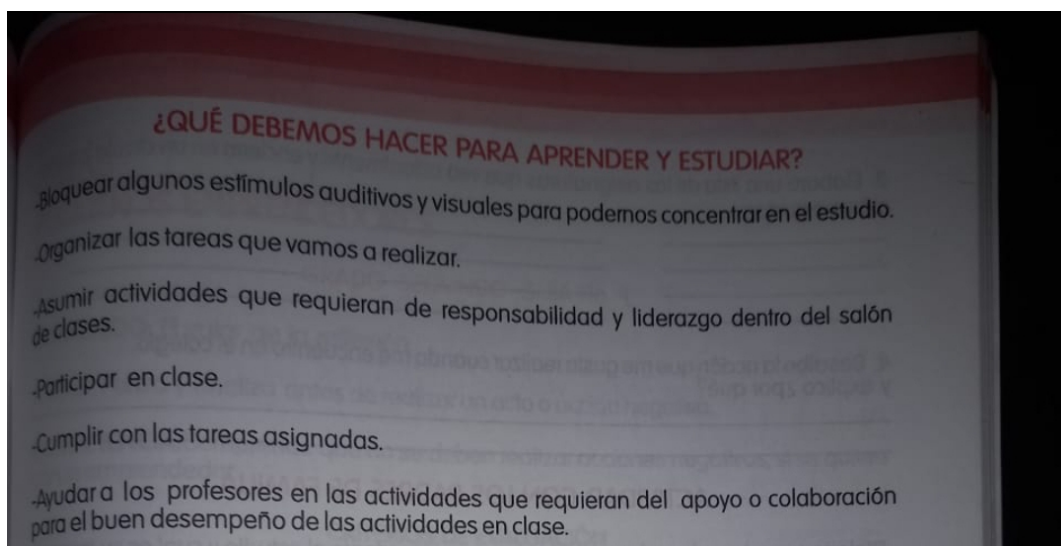 ¿QUÉ DEBEMOS HACER PARA APRENDER Y ESTUDIAR?
-Bloquear algunos estímulos auditivos y visuales para podernos concentrar en el estudio.
-Organizar las tareas que vamos a realizar.
-Asumir actividades que requieran de responsabilidad y liderazgo dentro del salón
de clases.
-Participar en clase.
-Cumplir con las tareas asignadas.
-Ayudar a los profesores en las actividades que requieran del apoyo o colaboración
para el buen desempeño de las actividades en clase.